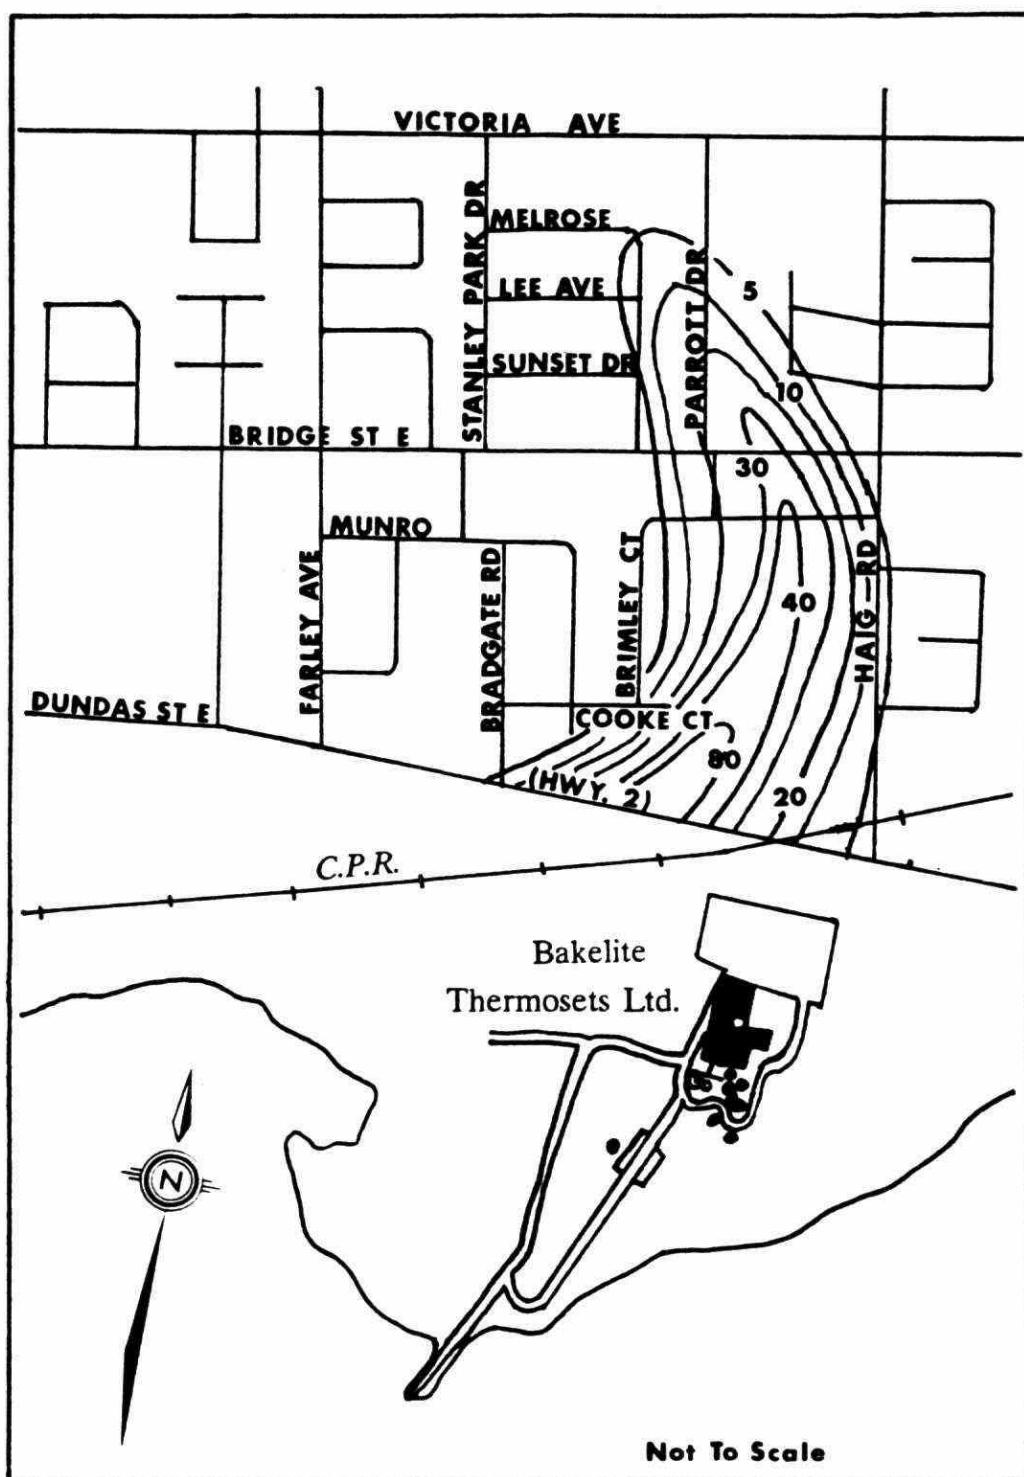 VICTORIA AVE
STANLEY PARK DR
MELROSE
LEE AVE
SUNSET DR
PARROTT DR
5
10
BRIDGE ST E
30
MUNRO
FARLEY AVE
BRADGATE RD
BRIMLEY CT
40
HAIG RD
DUNDAS ST E
COOKE CT
80
(HWY. 2)
20
C.P.R.
Bakelite
Thermosets Ltd.
N
Not To Scale